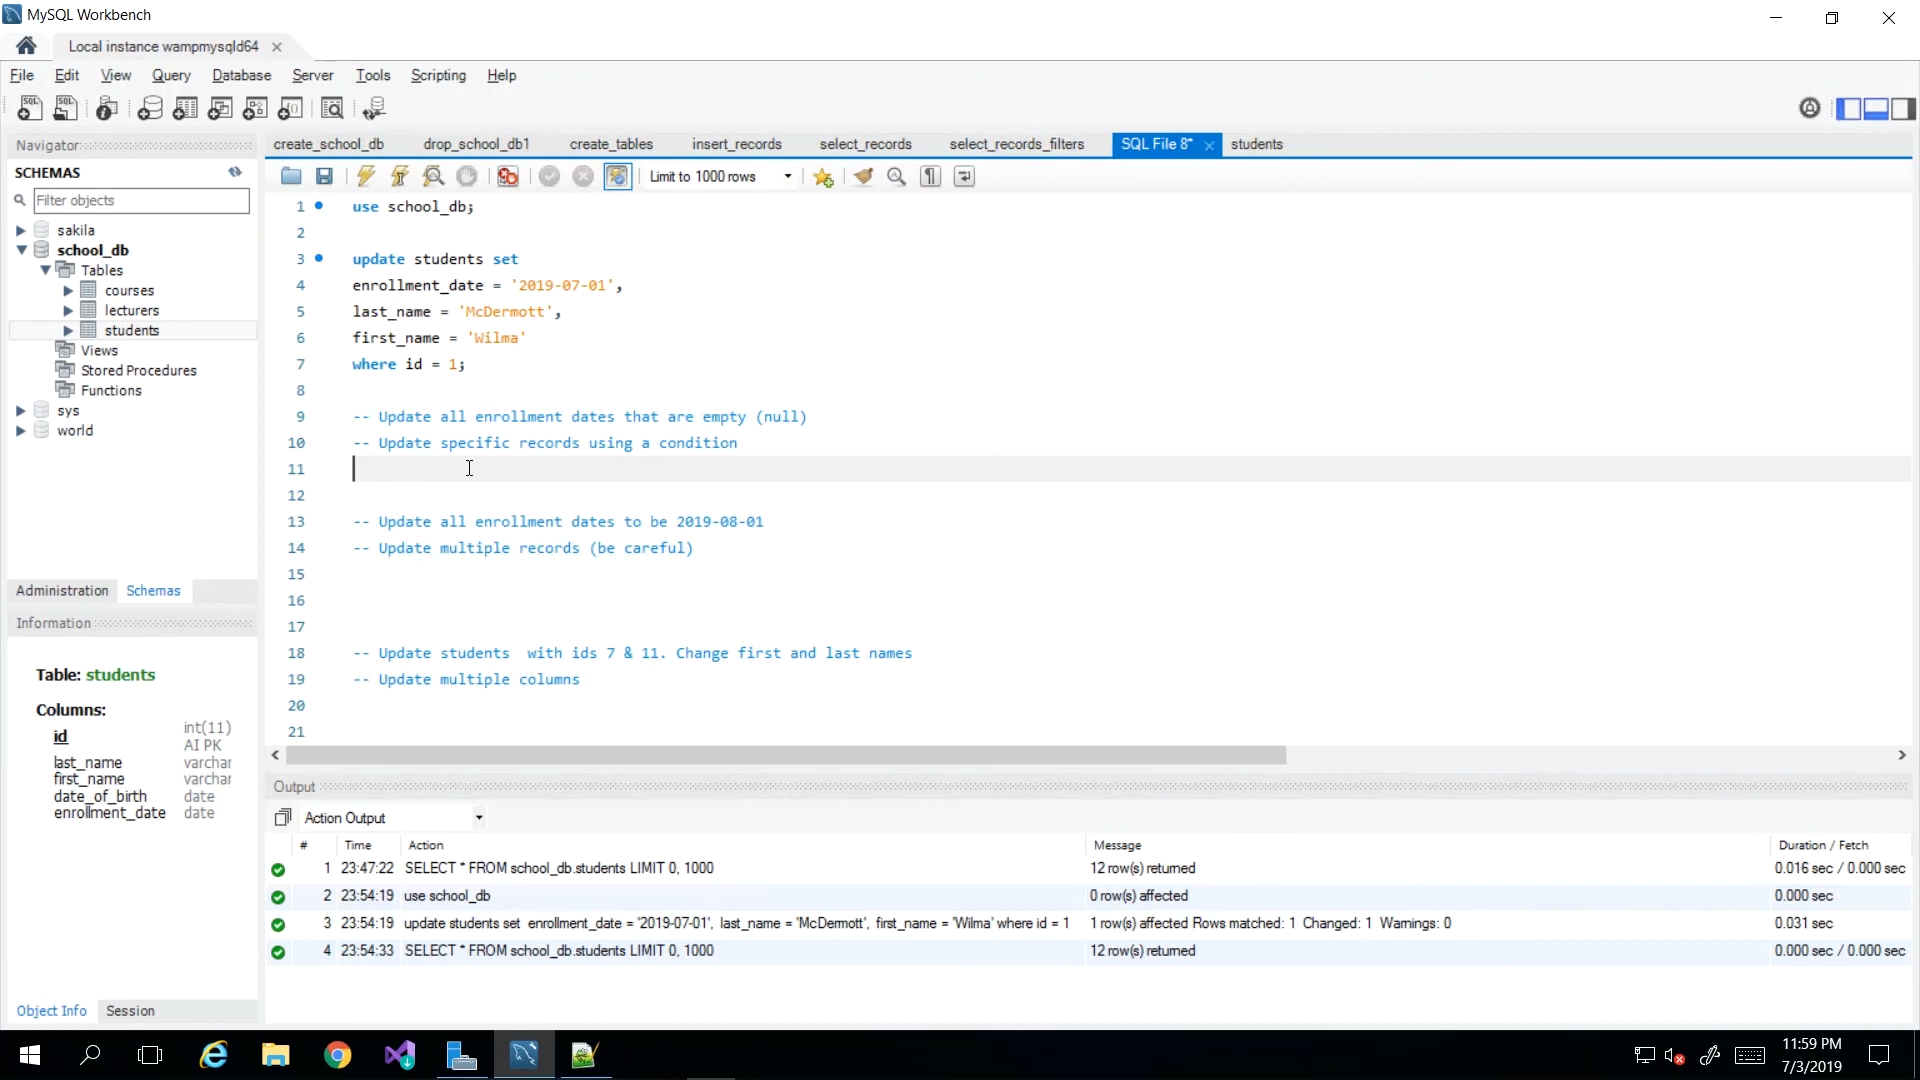 MySQL Workbench
Local instance wampmysqld64
File Edit View Query Database Server Tools Scripting Help
Navigator
create_school_db drop_school_db1 create_tables insert_records select_records select_records_filters SQL File 8* students
SCHEMAS
Limit to 1000 rows
Filter objects
sakila
school_db
Tables
courses
lecturers
students
Views
Stored Procedures
Functions
sys
world
1 use school_db;
2
3 update students set
4 enrollment_date = '2019-07-01',
5 last_name = 'McDermott',
6 first_name = 'Wilma'
7 where id = 1;
8
9 -- Update all enrollment dates that are empty (null)
10 -- Update specific records using a condition
11
12
13 -- Update all enrollment dates to be 2019-08-01
14 -- Update multiple records (be careful)
15
16
17
18 -- Update students  with ids 7 & 11. Change first and last names
19 -- Update multiple columns
20
21
Administration Schemas
Information
Table: students
Columns:
id int(11) AI PK
last_name varchar
first_name varchar
date_of_birth date
enrollment_date date
Object Info Session
Output
Action Output
# Time Action Message Duration / Fetch
1 23:47:22 SELECT * FROM school_db.students LIMIT 0, 1000 12 row(s) returned 0.016 sec / 0.000 sec
2 23:54:19 use school_db 0 row(s) affected 0.000 sec
3 23:54:19 update students set enrollment_date = '2019-07-01', last_name = 'McDermott', first_name = 'Wilma' where id = 1 1 row(s) affected Rows matched: 1 Changed: 1 Warnings: 0 0.031 sec
4 23:54:33 SELECT * FROM school_db.students LIMIT 0, 1000 12 row(s) returned 0.000 sec / 0.000 sec
11:59 PM
7/3/2019